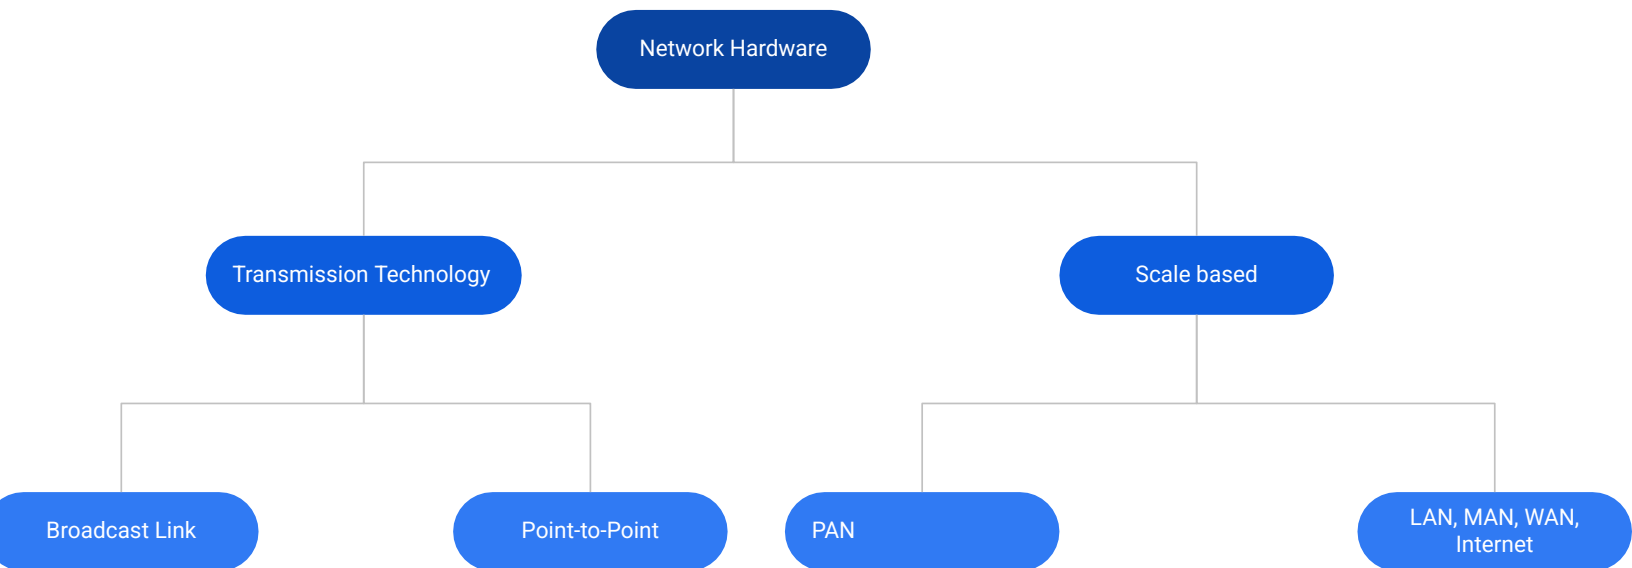 Network Hardware
Transmission Technology
Scale based
Broadcast Link
Point-to-Point
PAN
LAN, MAN, WAN,
Internet